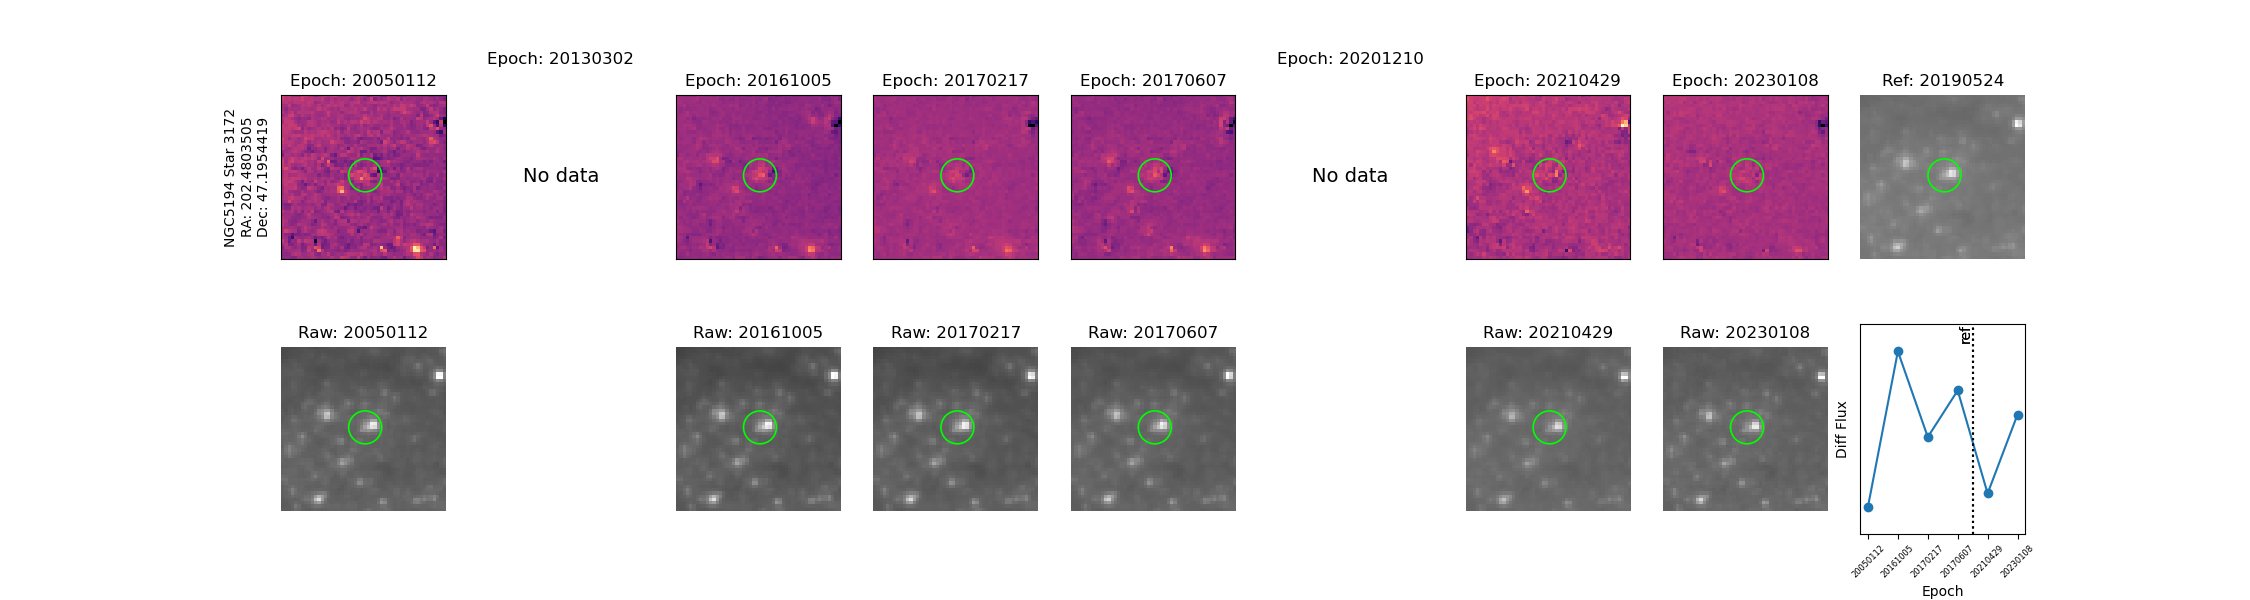 Epoch: 20130302
Epoch: 20201210
Epoch: 20050112
Epoch: 20161005
Epoch: 20170217
Epoch: 20170607
Epoch: 20210429
Epoch: 20230108
Ref: 20190524
NGC5194 Star 3172
RA: 202.4803505
Dec: 47.1954419
No data
No data
Raw: 20050112
Raw: 20161005
Raw: 20170217
Raw: 20170607
Raw: 20210429
Raw: 20230108
ref
Diff Flux
20050112
20161005
20170217
20170607
20210429
20230108
Epoch